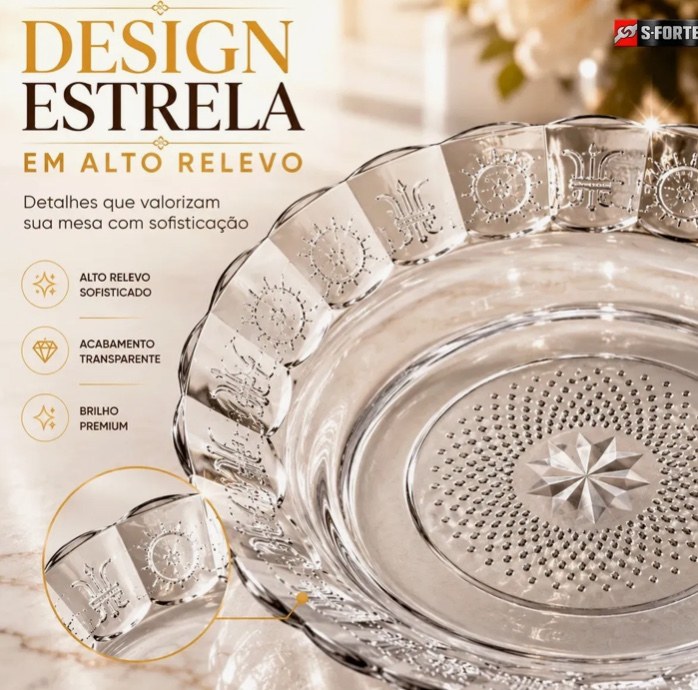 DESIGN
ESTRELA
EM ALTO RELEVO
Detalhes que valorizam
sua mesa com sofisticação
ALTO RELEVO
SOFISTICADO
ACABAMENTO
TRANSPARENTE
BRILHO
PREMIUM
S-FORTE